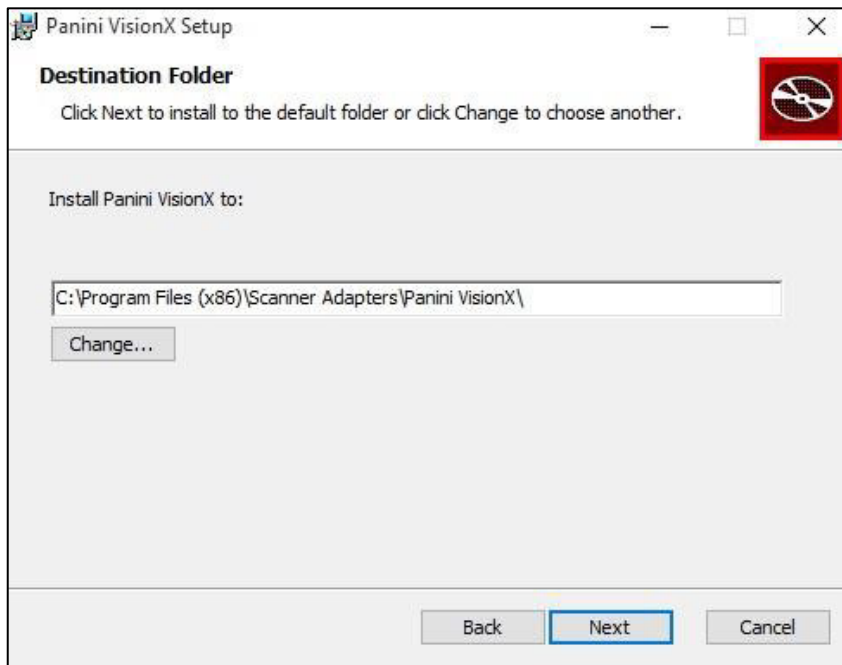 Panini VisionX Setup
Destination Folder
Click Next to install to the default folder or click Change to choose another.
Install Panini VisionX to:
C:\Program Files (x86)\Scanner Adapters\Panini VisionX\
Change...
Back
Next
Cancel